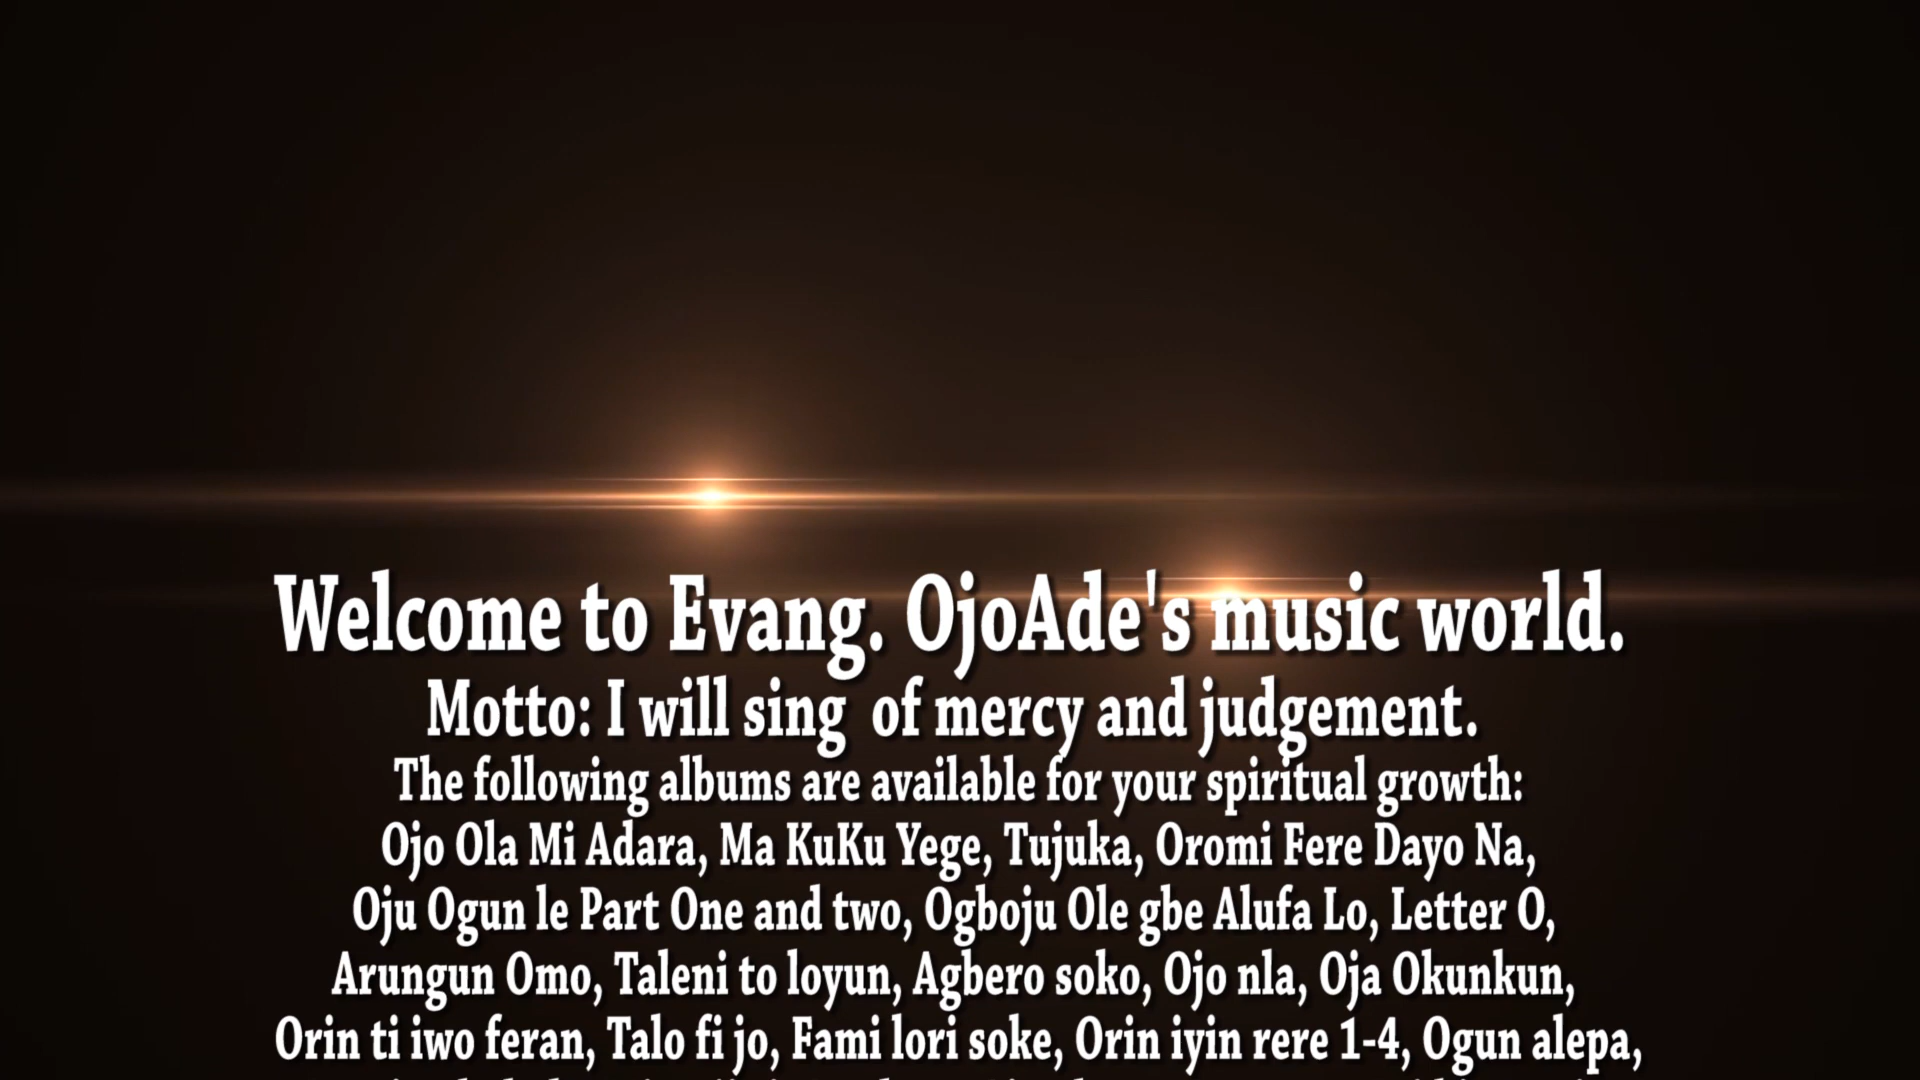 Welcome to Evang. OjoAde's music world.
Motto: I will sing  of mercy and judgement.
The following albums are available for your spiritual growth:
Ojo Ola Mi Adara, Ma KuKu Yege, Tujuka, Oromi Fere Dayo Na,
Oju Ogun le Part One and two, Ogboju Ole gbe Alufa Lo, Letter O,
Arungun Omo, Taleni to loyun, Agbero soko, Ojo nla, Oja Okunkun,
Orin ti iwo feran, Talo fi jo, Fami lori soke, Orin iyin rere 1-4, Ogun alepa,